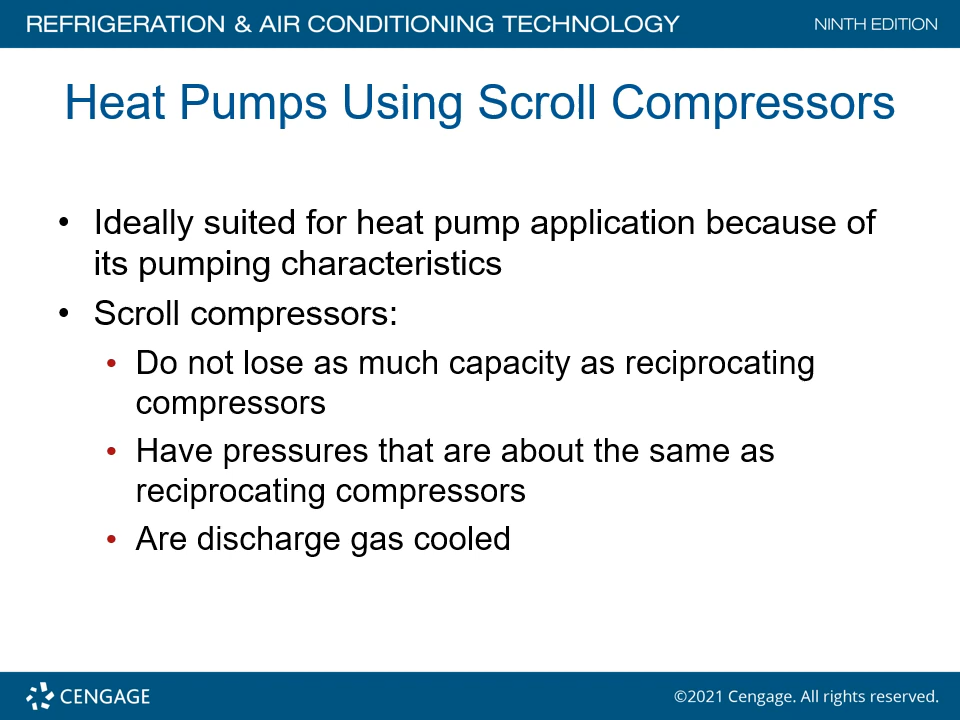 REFRIGERATION & AIR CONDITIONING TECHNOLOGY
NINTH EDITION
Heat Pumps Using Scroll Compressors
• Ideally suited for heat pump application because of
its pumping characteristics
• Scroll compressors:
• Do not lose as much capacity as reciprocating
compressors
• Have pressures that are about the same as
reciprocating compressors
• Are discharge gas cooled
CENGAGE
©2021 Cengage. All rights reserved.